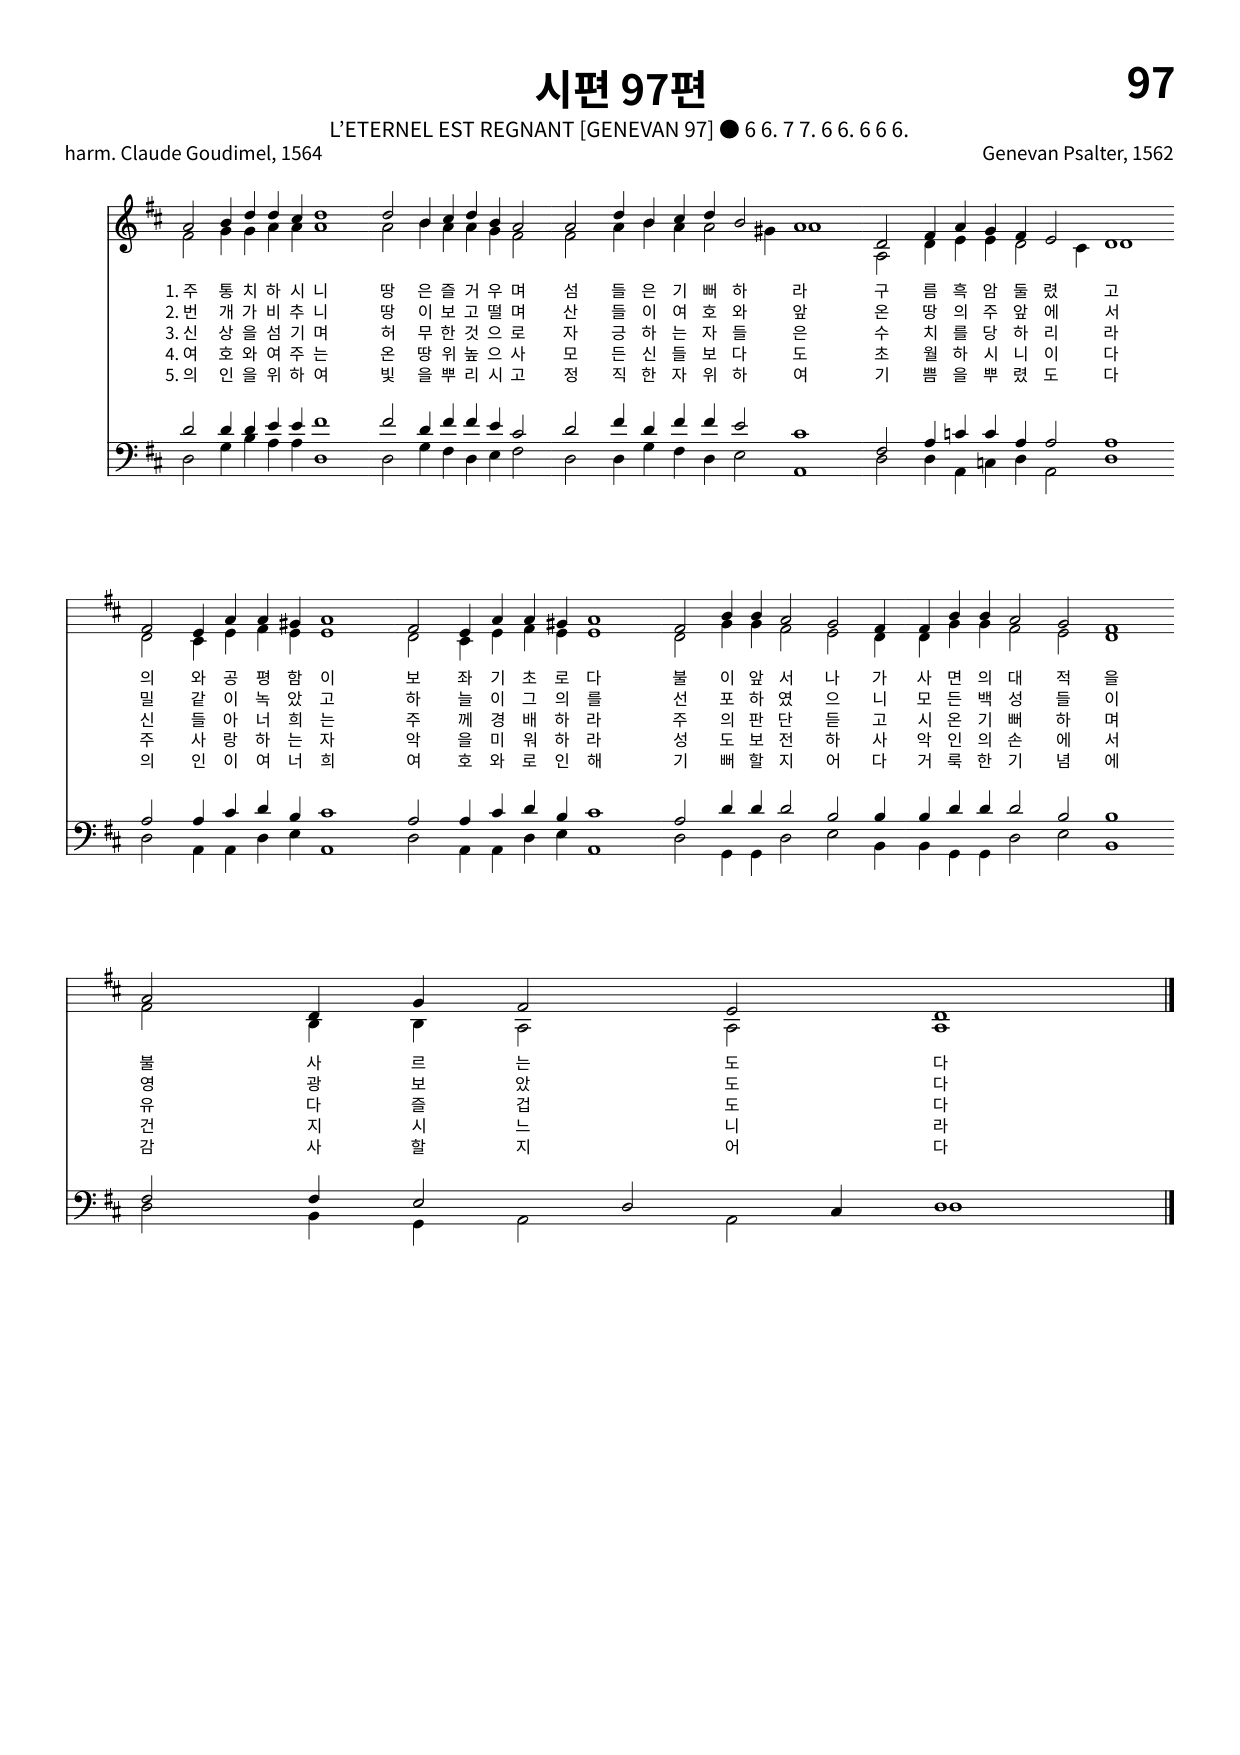 시편 97편
97
L’ETERNEL EST REGNANT [GENEVAN 97] ● 6 6. 7 7. 6 6. 6 6 6.
harm. Claude Goudimel, 1564
Genevan Psalter, 1562
1. 주 통 치 하 시 니 땅 은 즐 거 우 며 섬 들 은 기 뻐 하 라 구 름 흑 암 둘 렸 고
2. 번 개 가 비 추 니 땅 이 보 고 떨 며 산 들 이 여 호 와 앞 온 땅 의 주 앞 에 서
3. 신 상 을 섬 기 며 허 무 한 것 으 로 자 긍 하 는 자 들 은 수 치 를 당 하 리 라
4. 여 호 와 여 주 는 온 땅 위 높 으 사 모 든 신 들 보 다 도 초 월 하 시 니 이 다
5. 의 인 을 위 하 여 빛 을 뿌 리 시 고 정 직 한 자 위 하 여 기 쁨 을 뿌 렸 도 다
의 와 공 평 함 이 보 좌 기 초 로 다 불 이 앞 서 나 가 사 면 의 대 적 을
밀 같 이 녹 았 고 하 늘 이 그 의 를 선 포 하 였 으 니 모 든 백 성 들 이
신 들 아 너 희 는 주 께 경 배 하 라 주 의 판 단 듣 고 시 온 기 뻐 하 며
주 사 랑 하 는 자 악 을 미 워 하 라 성 도 보 전 하 사 악 인 의 손 에 서
의 인 이 여 너 희 여 호 와 로 인 해 기 뻐 할 지 어 다 거 룩 한 기 념 에
불 사 르 는 도 다
영 광 보 았 도 다
유 다 즐 겁 도 다
건 지 시 느 니 라
감 사 할 지 어 다